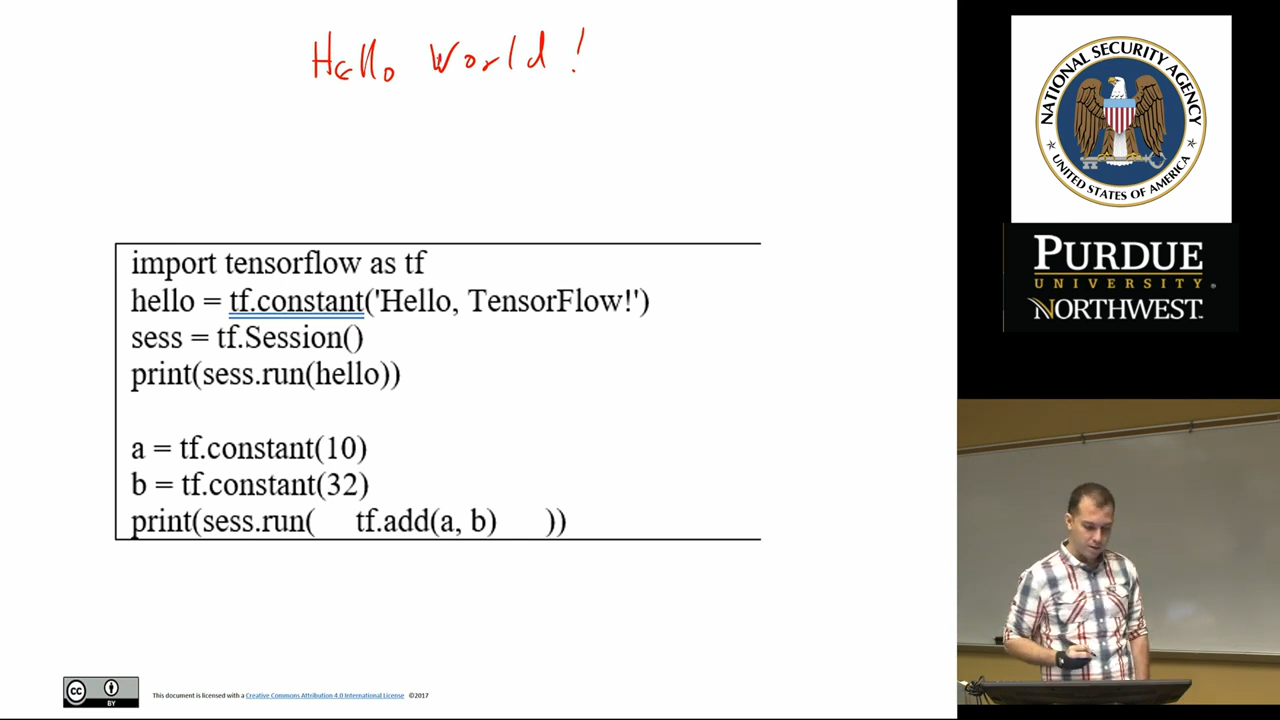 Hello World!
import tensorflow as tf
hello = tf.constant('Hello, TensorFlow!')
sess = tf.Session()
print(sess.run(hello))
a = tf.constant(10)
b = tf.constant(32)
print(sess.run( tf.add(a, b) ))
cc BY
This document is licensed with a Creative Commons Attribution 4.0 International License ©2017
NATIONAL SECURITY AGENCY
UNITED STATES OF AMERICA
PURDUE
UNIVERSITY
NORTHWEST